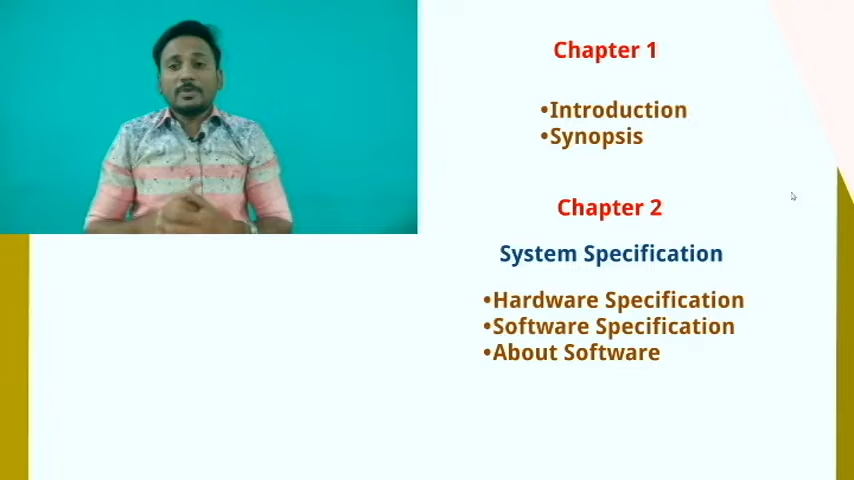 Chapter 1
•Introduction
•Synopsis
Chapter 2
System Specification
•Hardware Specification
•Software Specification
•About Software